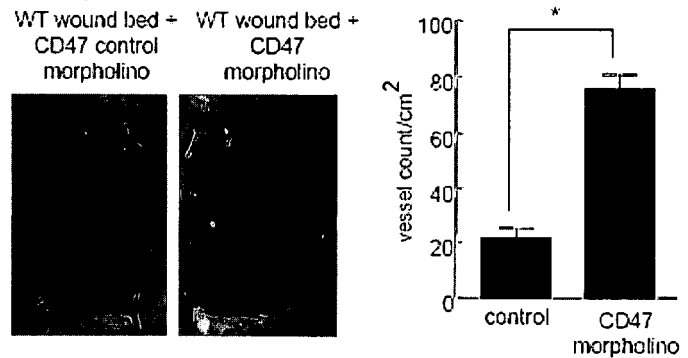 WT wound bed +
CD47 control
morpholino
WT wound bed +
CD47
morpholino
vessel count/cm²
100
80
60
40
20
0
*
control
CD47
morpholino